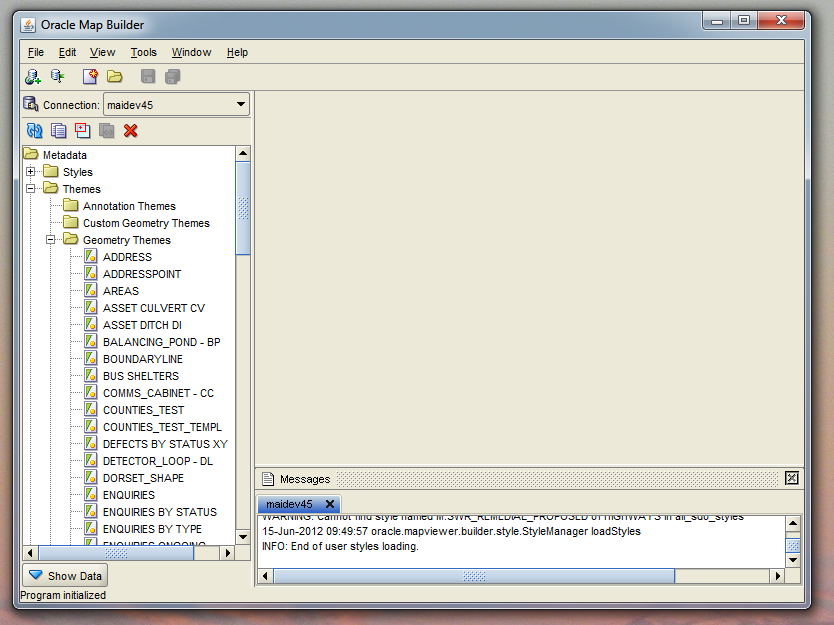 Oracle Map Builder
File Edit View Tools Window Help
Connection: maidev45
Metadata
Styles
Themes
Annotation Themes
Custom Geometry Themes
Geometry Themes
ADDRESS
ADDRESSPOINT
AREAS
ASSET CULVERT CV
ASSET DITCH DI
BALANCING_POND - BP
BOUNDARYLINE
BUS SHELTERS
COMMS_CABINET - CC
COUNTIES_TEST
COUNTIES_TEST_TEMPL
DEFECTS BY STATUS XY
DETECTOR_LOOP - DL
DORSET_SHAPE
ENQUIRIES
ENQUIRIES BY STATUS
ENQUIRIES BY TYPE
ENQUIRIES ONGOING
Show Data
Program initialized
Messages
maidev45
WARNING: Cannot find style named M.SWR_REMEDIAL_PROPOSED of HIGHWAYS in all_sdo_styles
15-Jun-2012 09:49:57 oracle.mapviewer.builder.style.StyleManager loadStyles
INFO: End of user styles loading.